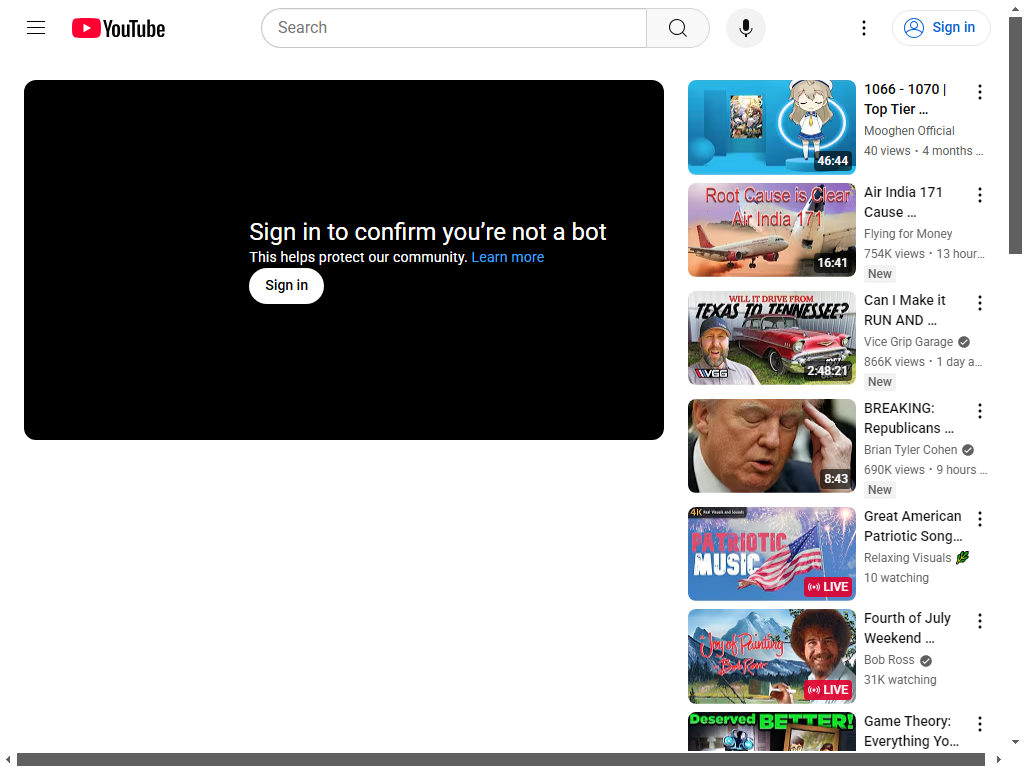 YouTube
Search
Sign in
Sign in to confirm you’re not a bot
This helps protect our community. Learn more
Sign in
46:44
1066 - 1070 |
Top Tier ...
Mooghen Official
40 views • 4 months ...
Root Cause is Clear
Air India 171
16:41
Air India 171
Cause ...
Flying for Money
754K views • 13 hour...
New
WILL IT DRIVE FROM
TEXAS TO TENNESSEE?
VGG
2:48:21
Can I Make it
RUN AND ...
Vice Grip Garage
866K views • 1 day a...
New
8:43
BREAKING:
Republicans ...
Brian Tyler Cohen
690K views • 9 hours ...
New
4K Real Visuals and Sounds
PATRIOTIC
MUSIC
LIVE
Great American
Patriotic Song...
Relaxing Visuals
10 watching
Joy of Painting
Bob Ross
LIVE
Fourth of July
Weekend ...
Bob Ross
31K watching
Deserved BETTER!
Game Theory:
Everything Yo...